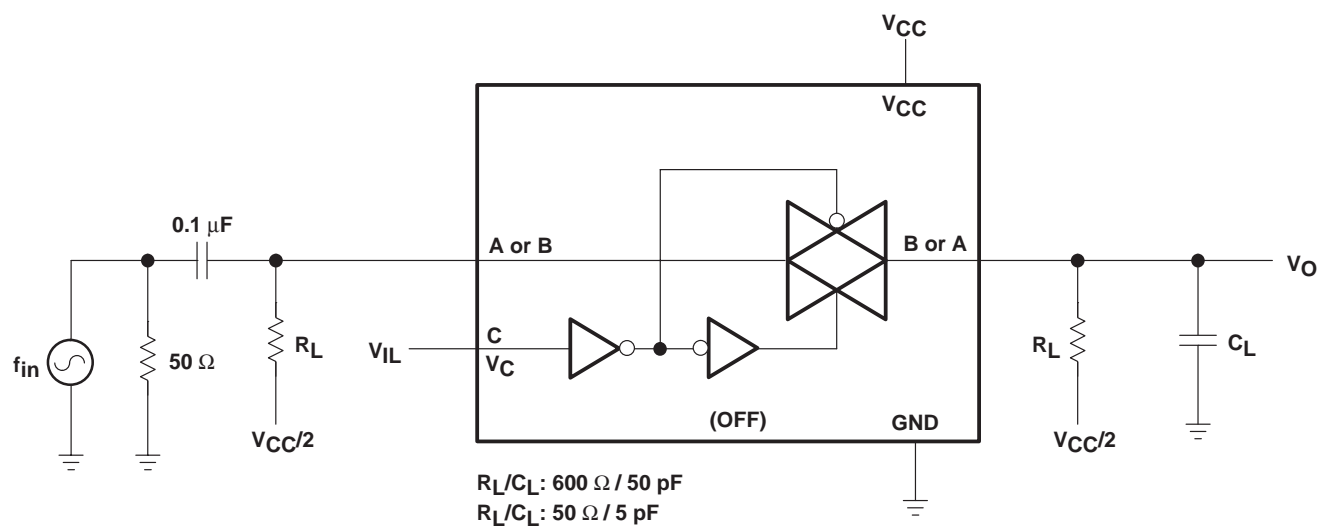 VCC
VCC
0.1 μF
A or B
B or A
VO
fin
50 Ω
RL
VIL
C
VC
RL
CL
VCC/2
(OFF)
GND
VCC/2
RL/CL: 600 Ω / 50 pF
RL/CL: 50 Ω / 5 pF